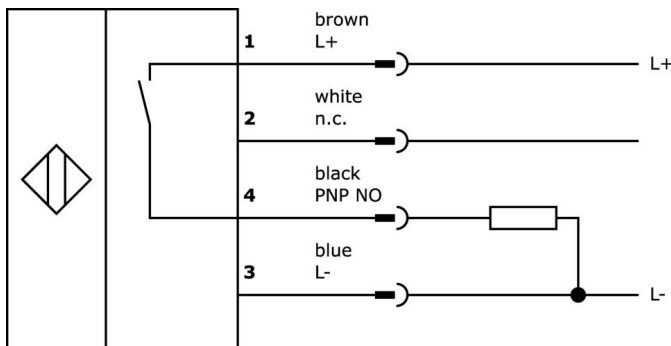 brown
1 L+ L+
white
2 n.c.
black
4 PNP NO
blue
3 L- L-